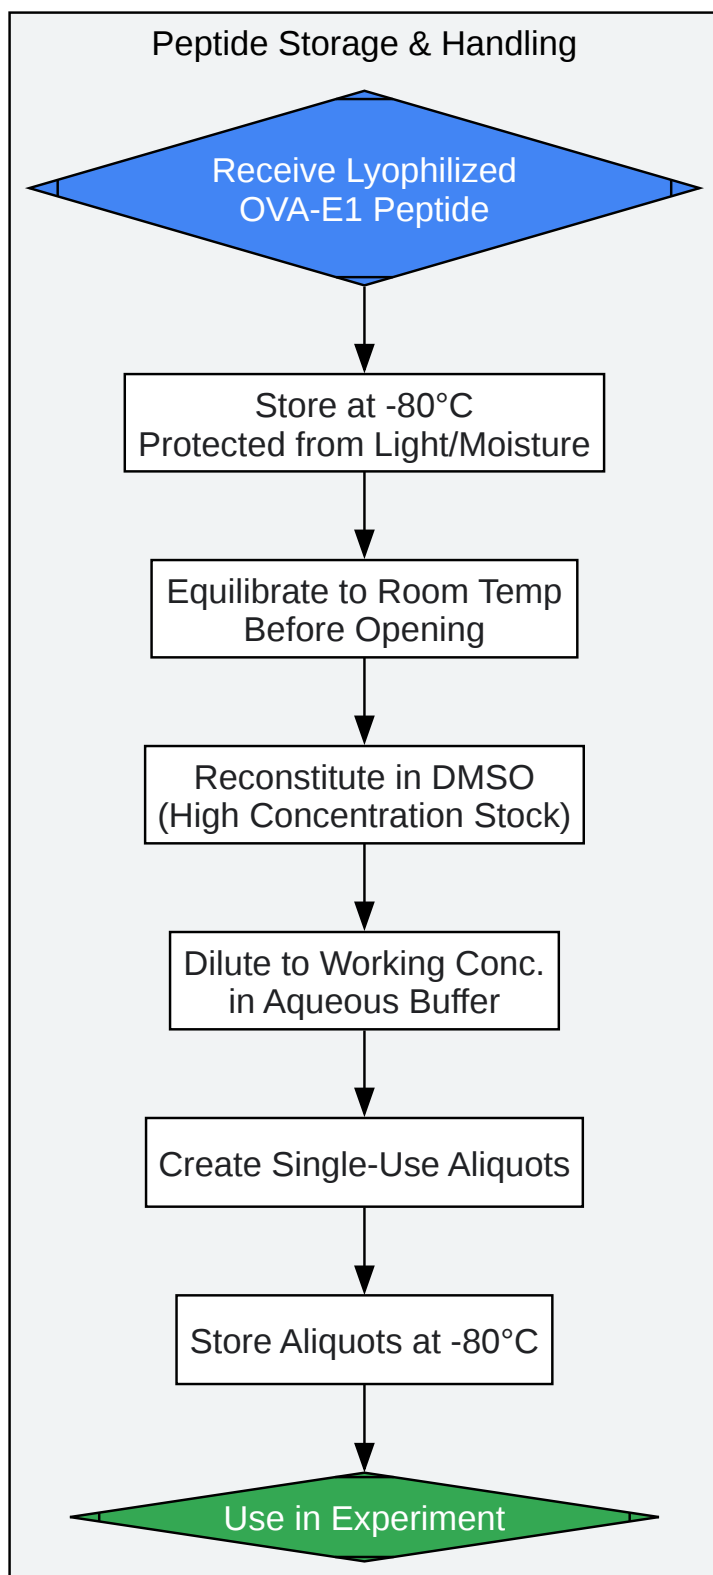 Peptide Storage & Handling
Receive Lyophilized
OVA-E1 Peptide
Store at -80°C
Protected from Light/Moisture
Equilibrate to Room Temp
Before Opening
Reconstitute in DMSO
(High Concentration Stock)
Dilute to Working Conc.
in Aqueous Buffer
Create Single-Use Aliquots
Store Aliquots at -80°C
Use in Experiment